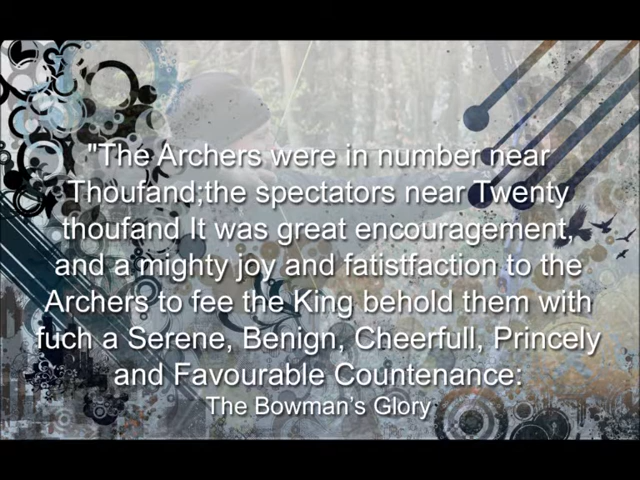 "The Archers were in number near
Thoufand;the spectators near Twenty
thoufand It was great encouragement,
and a mighty joy and fatistfaction to the
Archers to fee the King behold them with
fuch a Serene, Benign, Cheerfull, Princely
and Favourable Countenance:
The Bowman's Glory